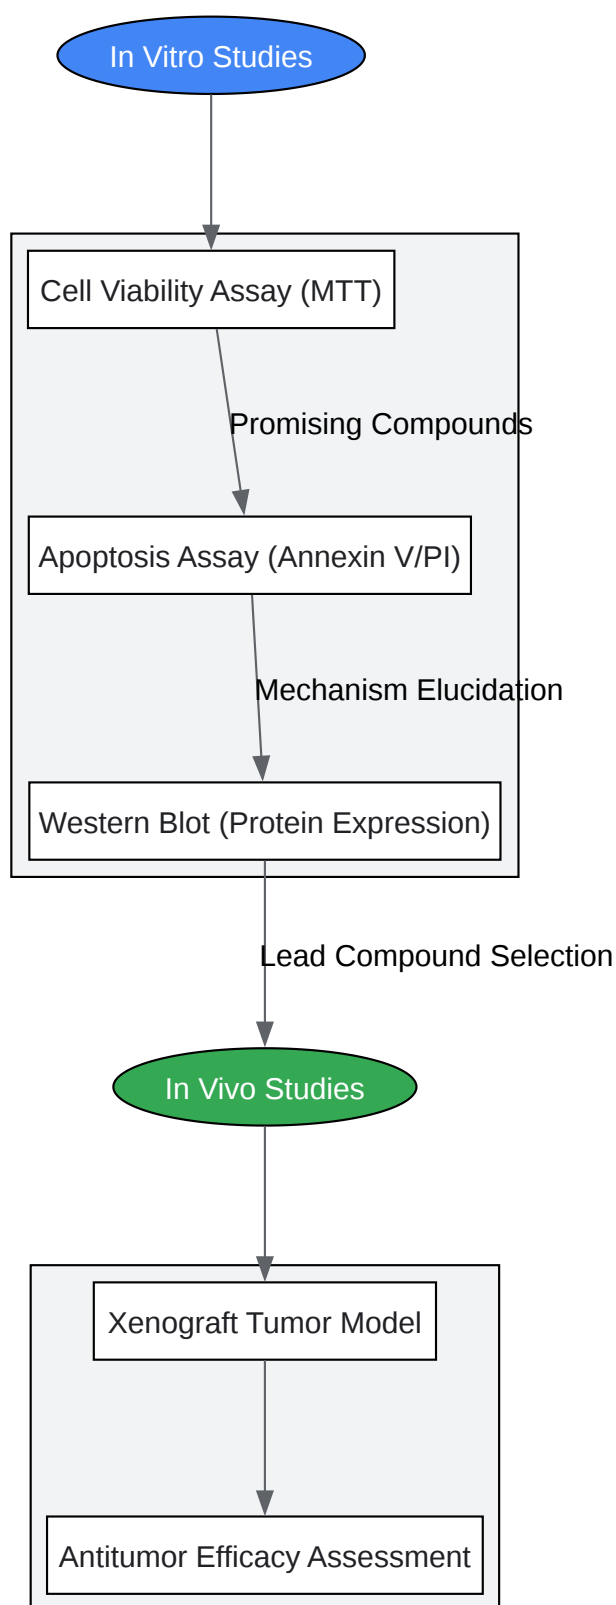 In Vitro Studies
Cell Viability Assay (MTT)
Promising Compounds
Apoptosis Assay (Annexin V/PI)
Mechanism Elucidation
Western Blot (Protein Expression)
Lead Compound Selection
In Vivo Studies
Xenograft Tumor Model
Antitumor Efficacy Assessment